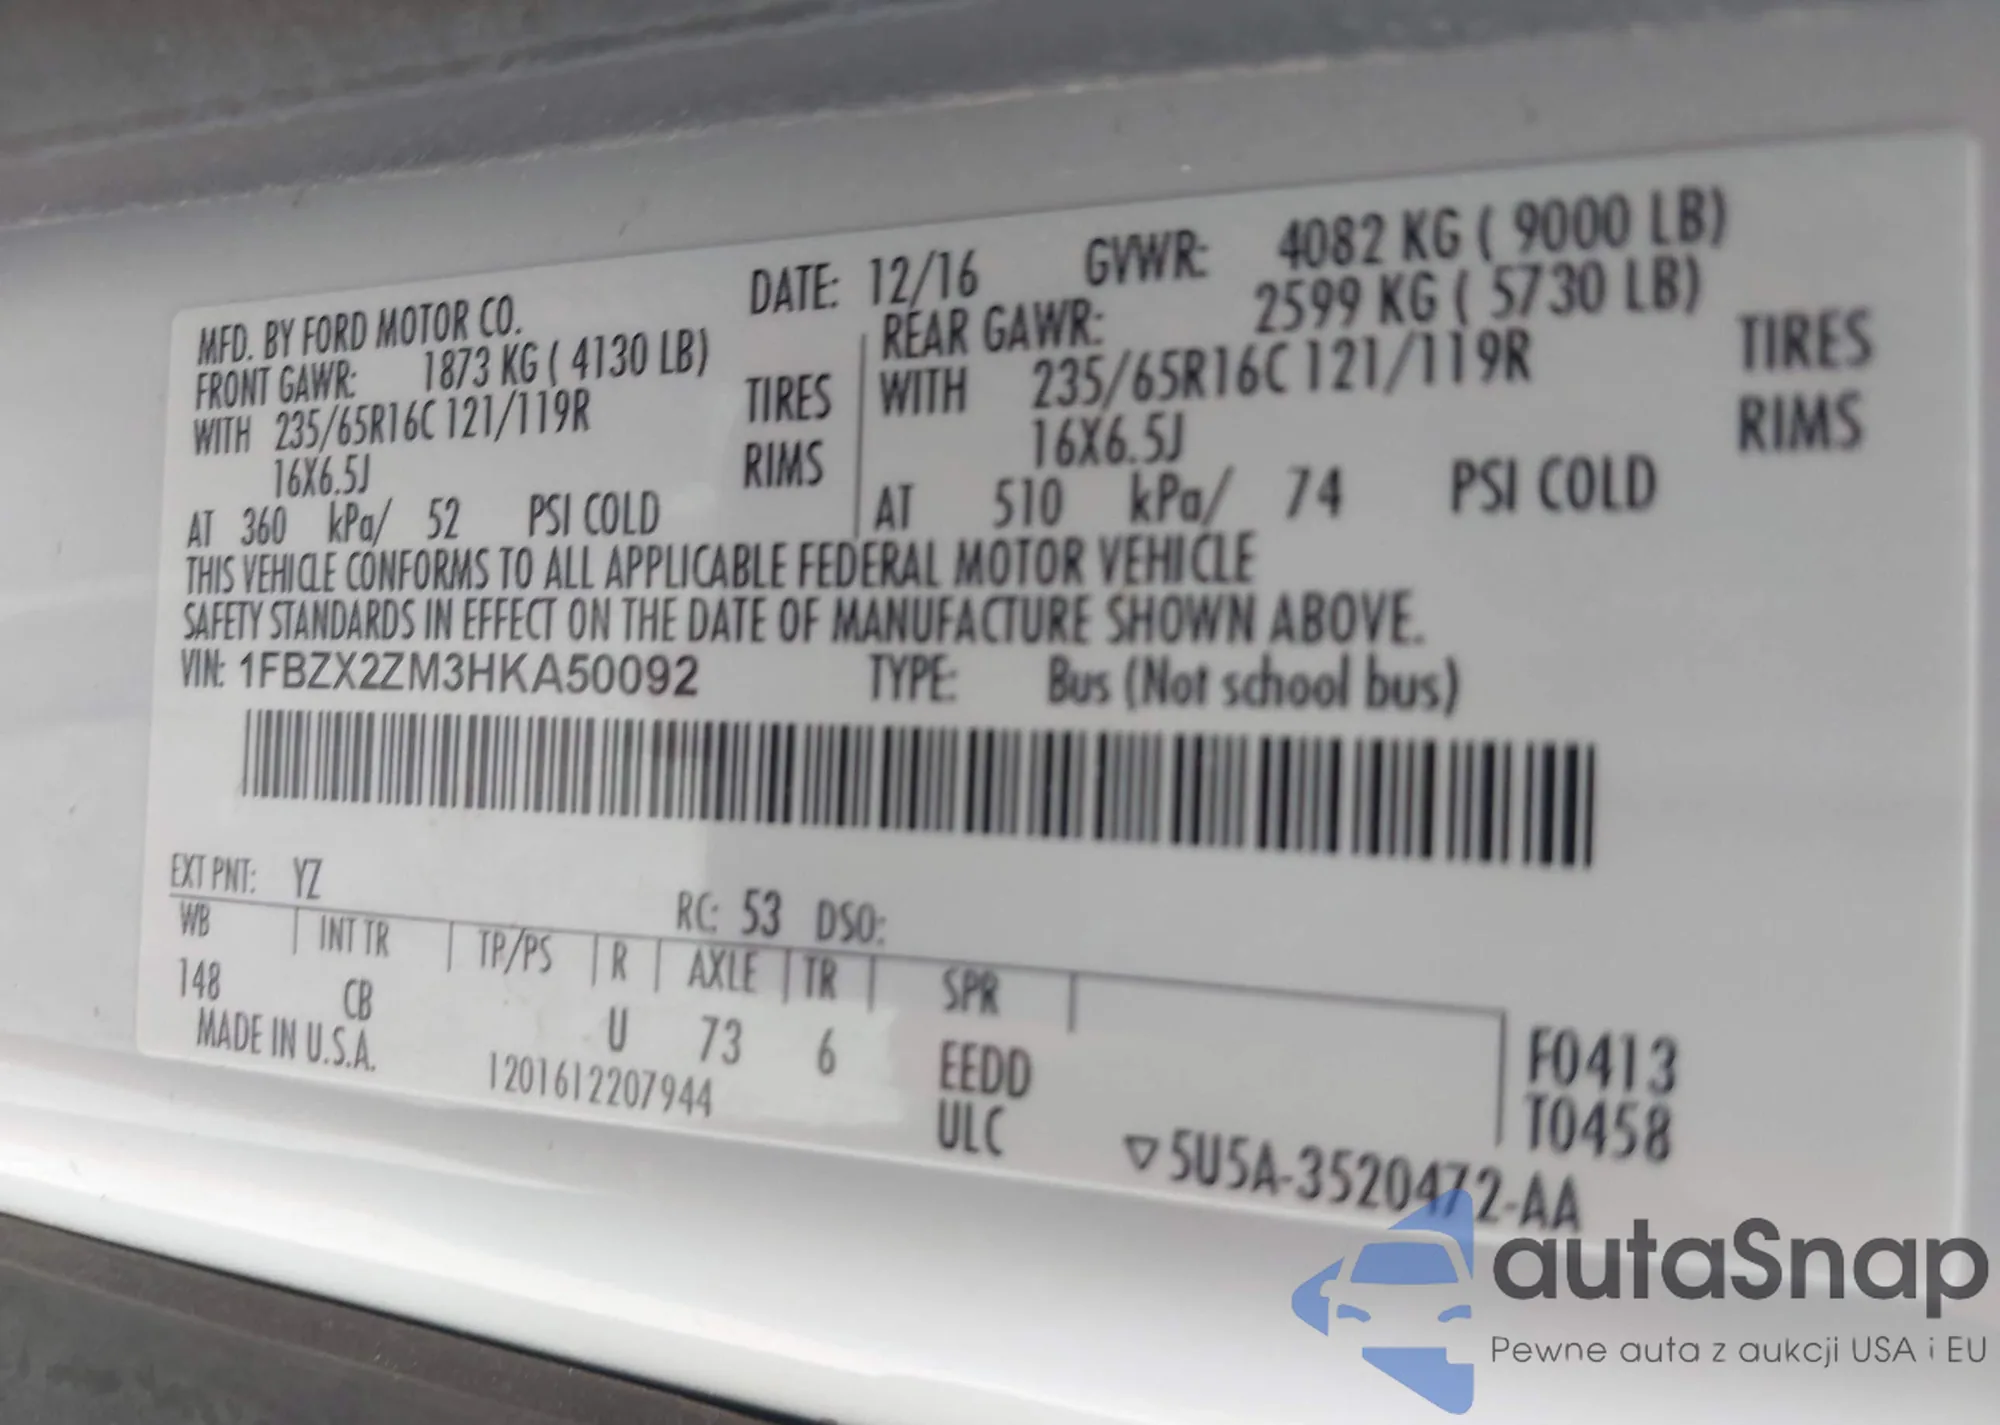 MFD. BY FORD MOTOR CO. DATE: 12/16 GVWR: 4082 KG ( 9000 LB)
FRONT GAWR: 1873 KG ( 4130 LB) REAR GAWR: 2599 KG ( 5730 LB)
WITH 235/65R16C 121/119R TIRES WITH 235/65R16C 121/119R TIRES
16X6.5J RIMS 16X6.5J RIMS
AT 360 kPa/ 52 PSI COLD AT 510 kPa/ 74 PSI COLD
THIS VEHICLE CONFORMS TO ALL APPLICABLE FEDERAL MOTOR VEHICLE
SAFETY STANDARDS IN EFFECT ON THE DATE OF MANUFACTURE SHOWN ABOVE.
VIN: 1FBZX2ZM3HKA50092 TYPE: Bus (Not school bus)
EXT PNT: YZ RC: 53 DSO:
WB INT TR TP/PS R AXLE TR SPR
148 CB U 73 6 EEDD F0413
MADE IN U.S.A. 1201612207944 ULC T0458
▽5U5A-3520472-AA
autaSnap
Pewne auta z aukcji USA i EU